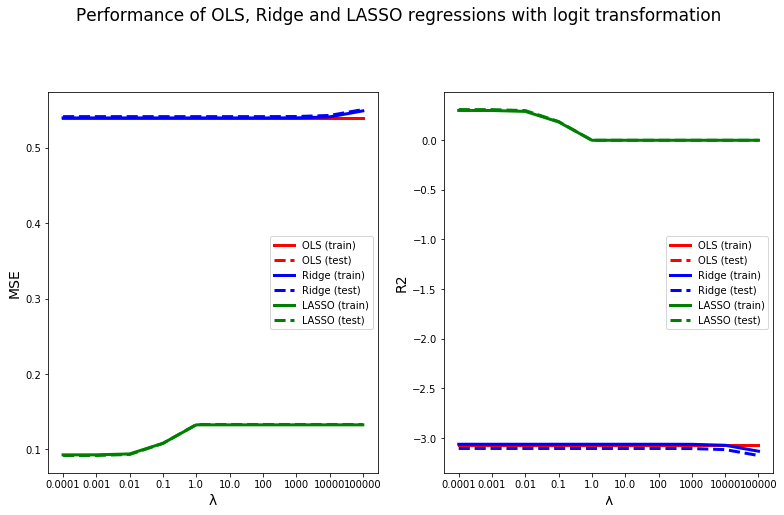 Performance of OLS, Ridge and LASSO regressions with logit transformation
MSE
0.5
0.4
0.3
0.2
0.1
0.0001 0.001 0.01 0.1 1.0 10.0 100 1000 10000 100000
λ
OLS (train)
OLS (test)
Ridge (train)
Ridge (test)
LASSO (train)
LASSO (test)
R2
0.0
−0.5
−1.0
−1.5
−2.0
−2.5
−3.0
0.0001 0.001 0.01 0.1 1.0 10.0 100 1000 10000 100000
λ
OLS (train)
OLS (test)
Ridge (train)
Ridge (test)
LASSO (train)
LASSO (test)